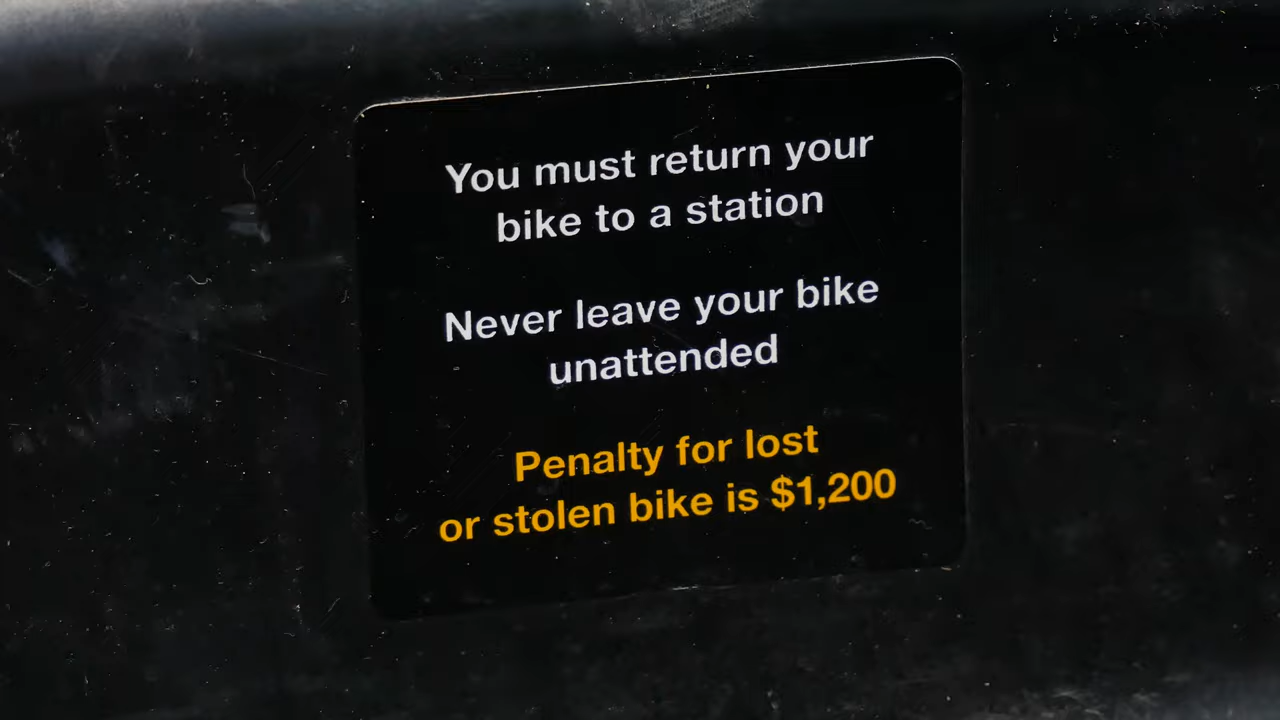 You must return your
bike to a station
Never leave your bike
unattended
Penalty for lost
or stolen bike is $1,200